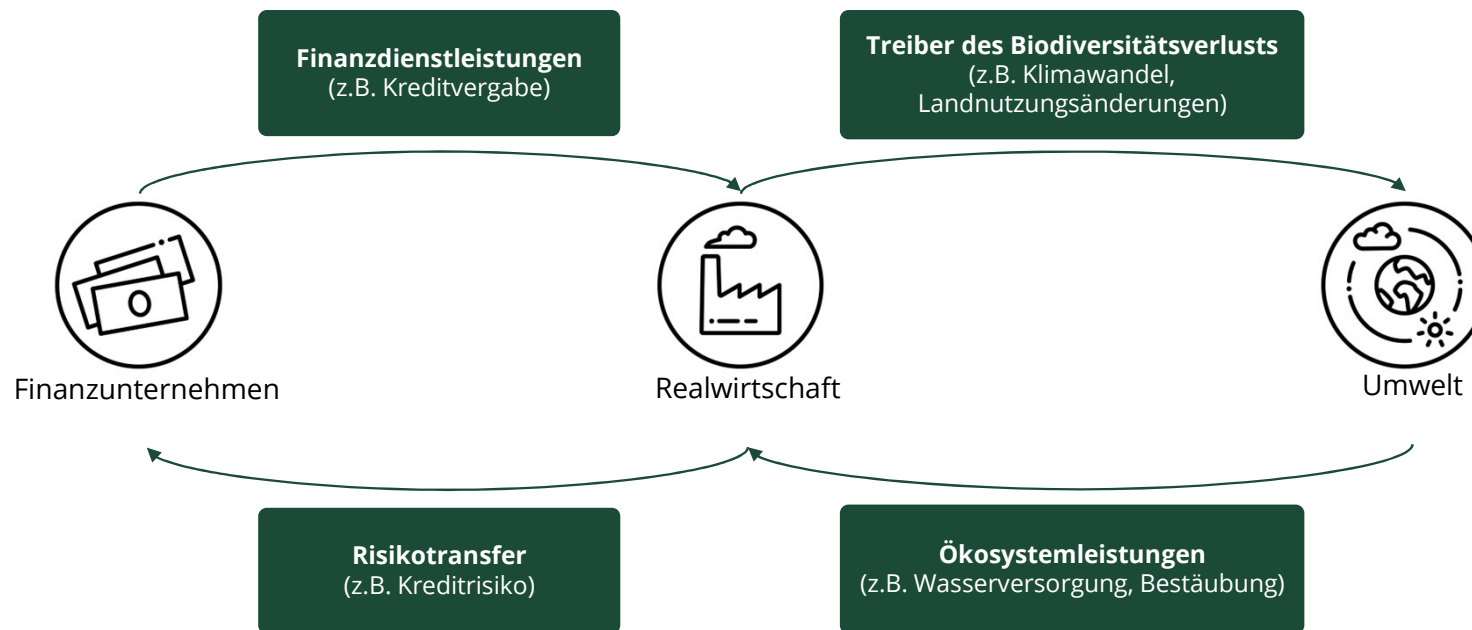 Finanzdienstleistungen
(z.B. Kreditvergabe)
Treiber des Biodiversitätsverlusts
(z.B. Klimawandel,
Landnutzungsänderungen)
Finanzunternehmen
Realwirtschaft
Umwelt
Risikotransfer
(z.B. Kreditrisiko)
Ökosystemleistungen
(z.B. Wasserversorgung, Bestäubung)